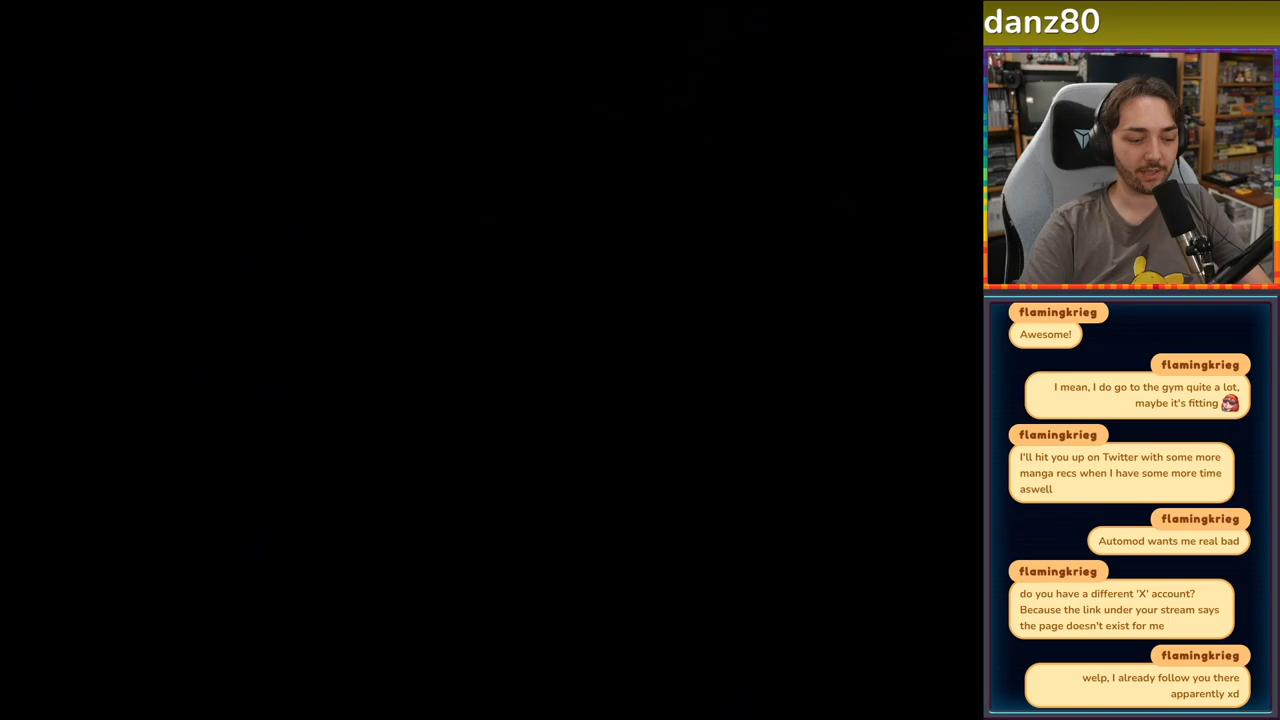 danz80
flamingkrieg
Awesome!
flamingkrieg
I mean, I do go to the gym quite a lot,
maybe it's fitting
flamingkrieg
I'll hit you up on Twitter with some more
manga recs when I have some more time
aswell
flamingkrieg
Automod wants me real bad
flamingkrieg
do you have a different 'X' account?
Because the link under your stream says
the page doesn't exist for me
flamingkrieg
welp, I already follow you there
apparently xd